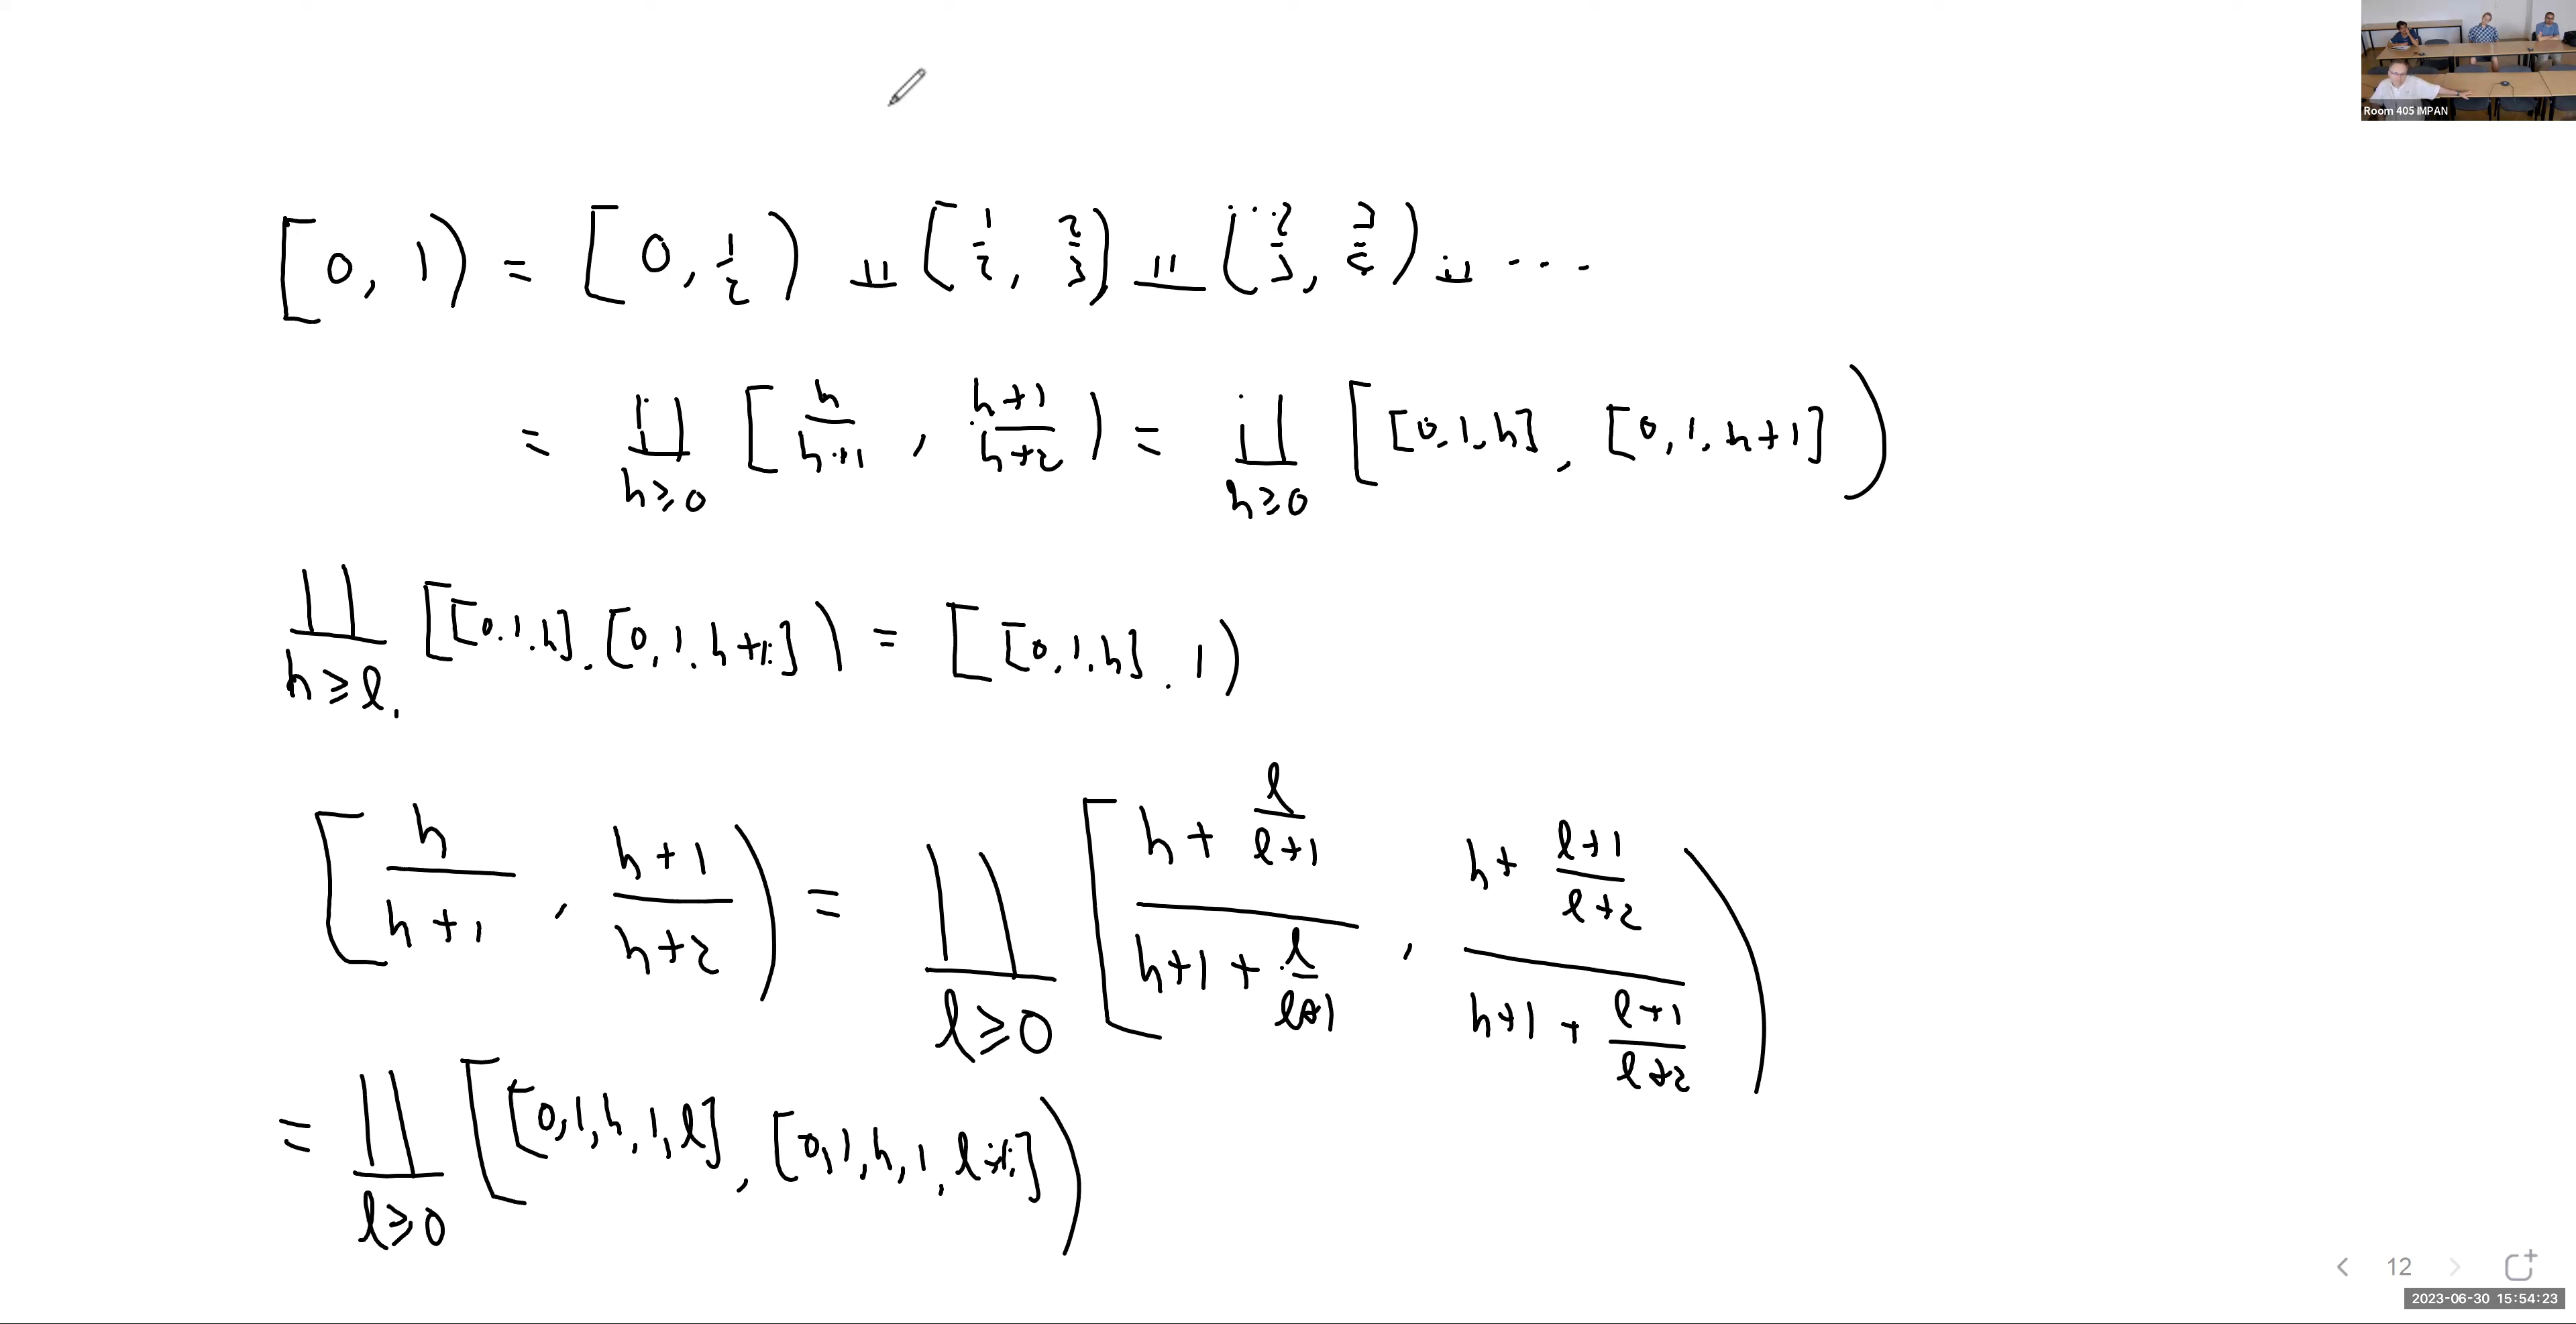 Room 405 IMPAN
[0, 1) = [0, 1/2) ⨿ [1/2, 2/3) ⨿ [2/3, 3/4) ⨿ ...
= ⨿_{h≥0} [h/(h+1), (h+1)/(h+2)) = ⨿_{h≥0} [[0,1,h], [0,1,h+1])
⨿_{h≥l} [[0,1,h], [0,1,h+1]) = [[0,1,h], 1)
[h/(h+1), (h+1)/(h+2)) = ⨿_{l≥0} [(h + l/(l+1))/(h+1 + l/(l+1)), (h + (l+1)/(l+2))/(h+1 + (l+1)/(l+2)))
= ⨿_{l≥0} [[0,1,h,1,l], [0,1,h,1,l+1])
12
2023-06-30 15:54:23